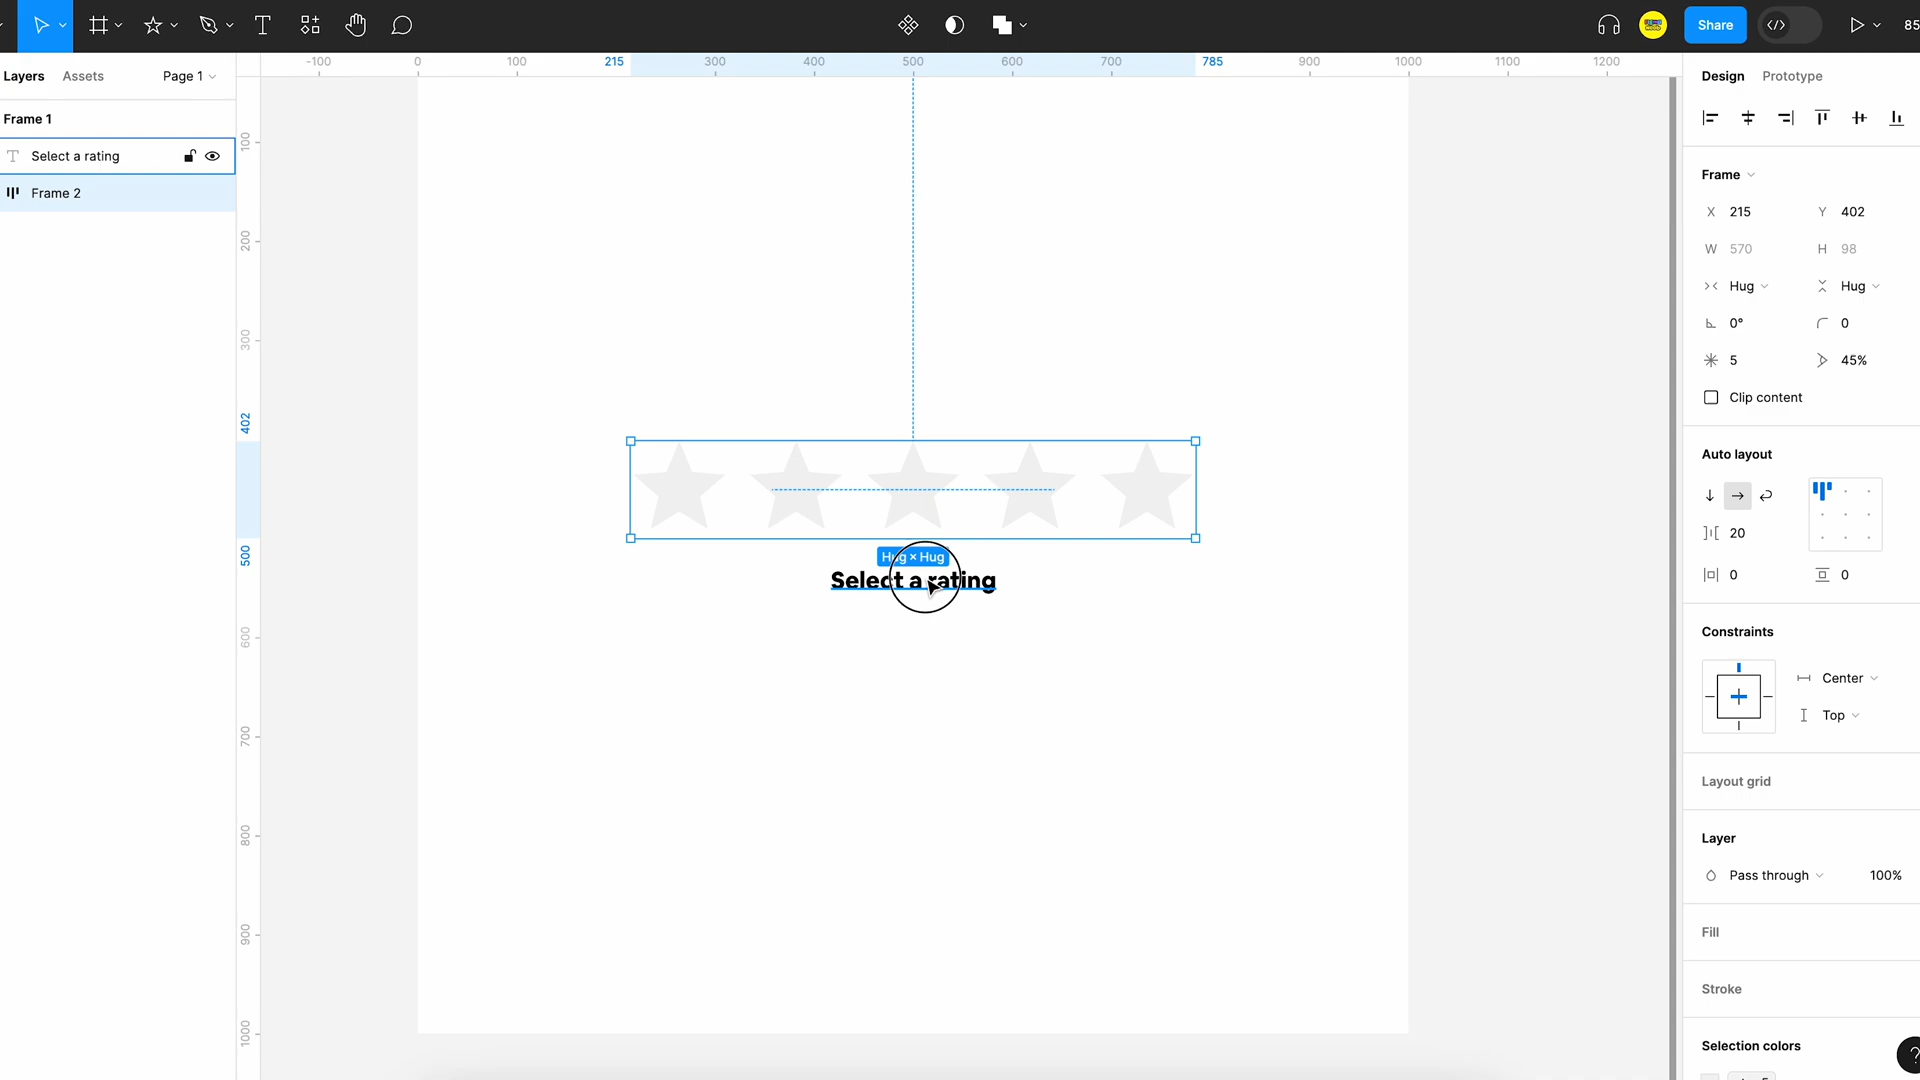 Share
85
Layers Assets Page 1
-100 0 100 215 300 400 500 600 700 785 900 1000 1100 1200
Design Prototype
Frame 1
Select a rating
Frame 2
100
200
300
402
500
600
700
800
900
1000
Hug × Hug
Select a rating
Frame
X 215 Y 402
W 570 H 98
Hug Hug
0° 0
5 45%
Clip content
Auto layout
20
0 0
Constraints
Center
Top
Layout grid
Layer
Pass through 100%
Fill
Stroke
Selection colors
?